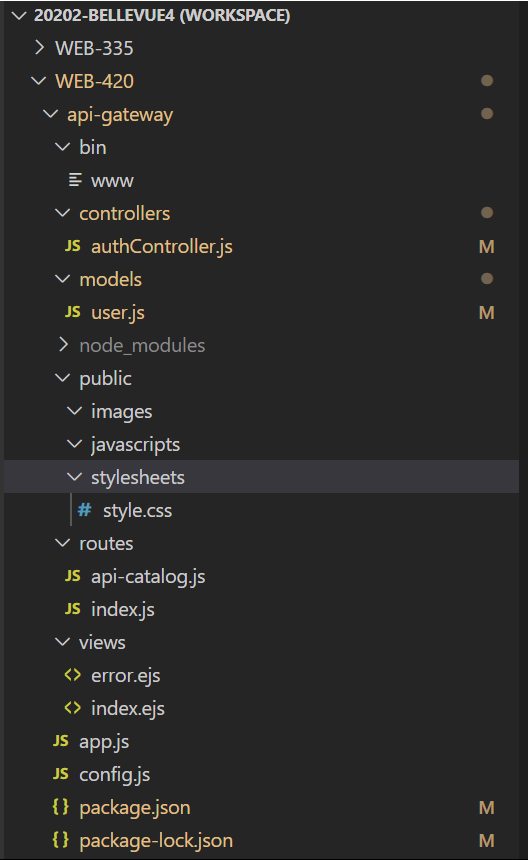 20202-BELLEVUE4 (WORKSPACE)
WEB-335
WEB-420
api-gateway
bin
www
controllers
JS authController.js M
models
JS user.js M
node_modules
public
images
javascripts
stylesheets
# style.css
routes
JS api-catalog.js
JS index.js
views
<> error.ejs
<> index.ejs
JS app.js
JS config.js
{} package.json M
{} package-lock.json M